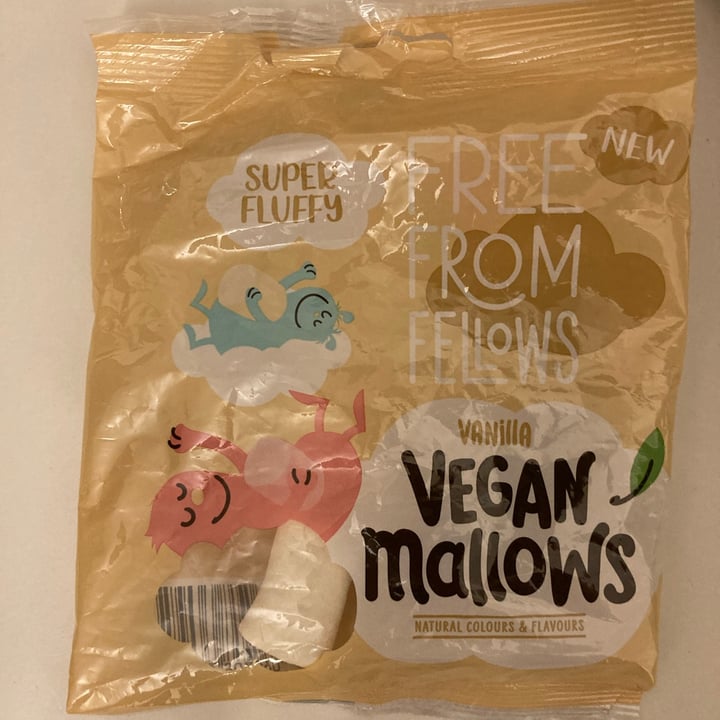 SUPER
FLUFFY
FREE
FROM
FELLOWS
NEW
VANILLA
VEGAN
mallows
NATURAL COLOURS & FLAVOURS